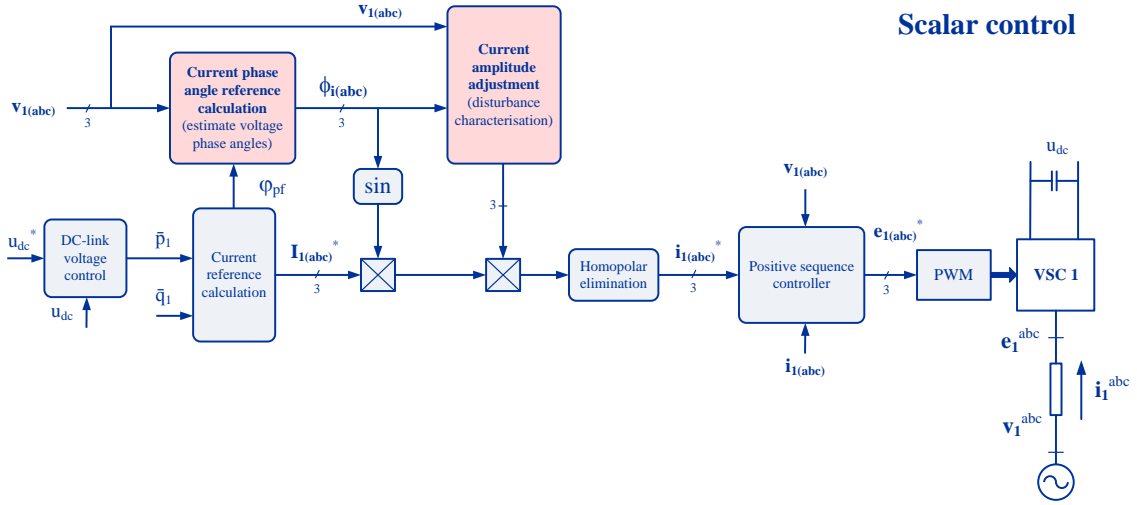 Scalar control
v1(abc)
v1(abc)
3
Current phase
angle reference
calculation
(estimate voltage
phase angles)
ϕi(abc)
3
Current
amplitude
adjustment
(disturbance
characterisation)
φpf
sin
3
udc*
DC-link
voltage
control
udc
p̄1
q̄1
Current
reference
calculation
I1(abc)*
3
Homopolar
elimination
i1(abc)*
3
v1(abc)
Positive sequence
controller
i1(abc)
e1(abc)*
3
PWM
udc
VSC 1
e1abc
i1abc
v1abc